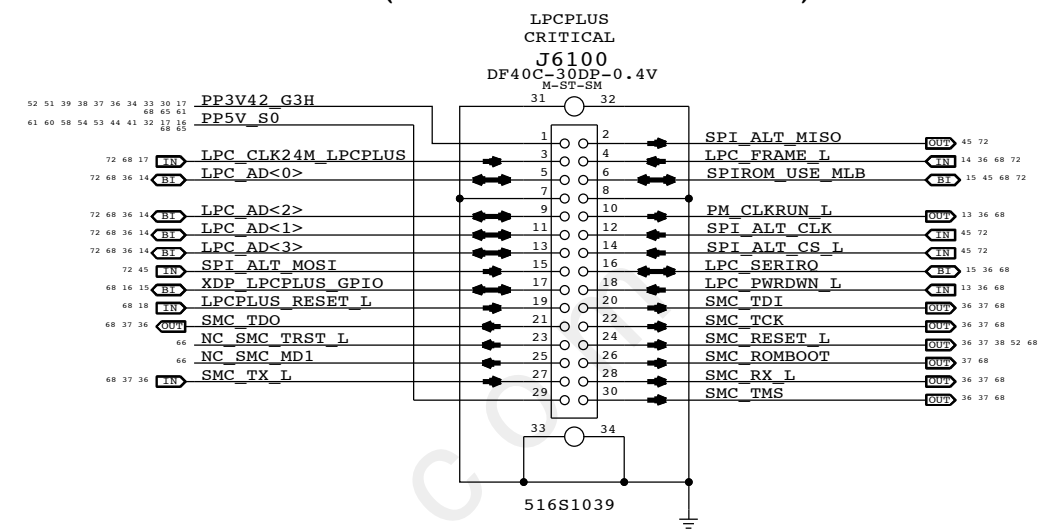 LPCPLUS
CRITICAL
J6100
DF40C-30DP-0.4V
M-ST-SM
31 32
52 51 39 38 37 36 34 33 30 17 PP3V42_G3H
68 65 61
61 60 58 54 53 44 41 32 17 16 PP5V_S0
68 65
1 2 SPI_ALT_MISO OUT 45 72
72 68 17 IN LPC_CLK24M_LPCPLUS 3 4 LPC_FRAME_L IN 14 36 68 72
72 68 36 14 BI LPC_AD<0> 5 6 SPIROM_USE_MLB BI 15 45 68 72
7 8
72 68 36 14 BI LPC_AD<2> 9 10 PM_CLKRUN_L OUT 13 36 68
72 68 36 14 BI LPC_AD<1> 11 12 SPI_ALT_CLK IN 45 72
72 68 36 14 BI LPC_AD<3> 13 14 SPI_ALT_CS_L IN 45 72
72 45 IN SPI_ALT_MOSI 15 16 LPC_SERIRQ BI 15 36 68
68 16 15 BI XDP_LPCPLUS_GPIO 17 18 LPC_PWRDWN_L IN 13 36 68
68 18 IN LPCPLUS_RESET_L 19 20 SMC_TDI OUT 36 37 68
68 37 36 OUT SMC_TDO 21 22 SMC_TCK OUT 36 37 68
66 NC_SMC_TRST_L 23 24 SMC_RESET_L OUT 36 37 38 52 68
66 NC_SMC_MD1 25 26 SMC_ROMBOOT OUT 37 68
68 37 36 IN SMC_TX_L 27 28 SMC_RX_L OUT 36 37 68
29 30 SMC_TMS OUT 36 37 68
33 34
516S1039